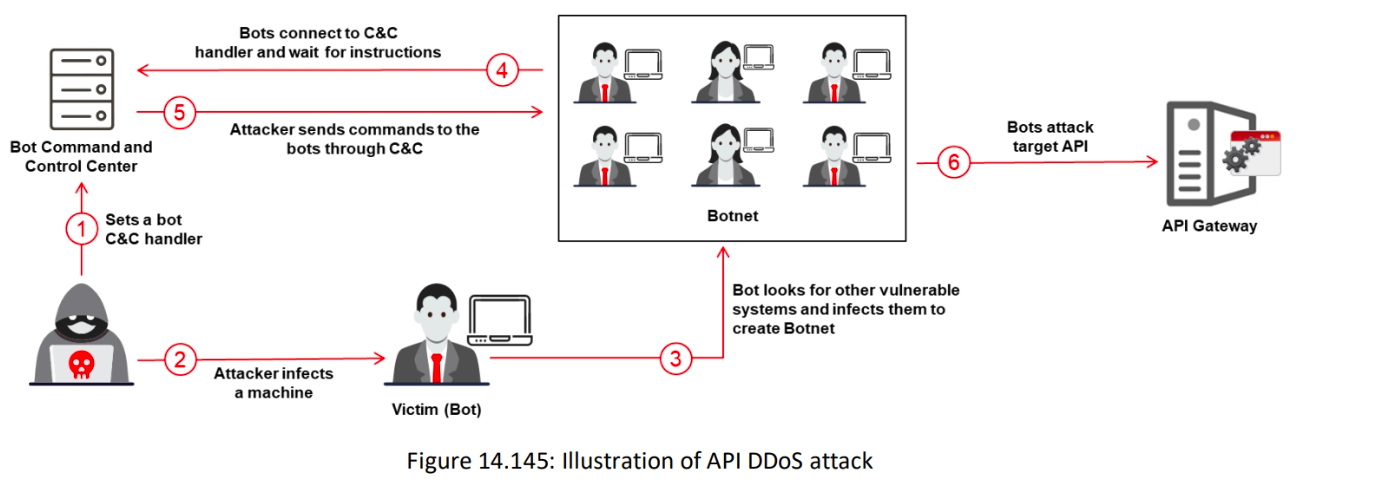 Bots connect to C&C
handler and wait for instructions
4
5
Attacker sends commands to the
bots through C&C
Bot Command and
Control Center
1
Sets a bot
C&C handler
2
Attacker infects
a machine
Victim (Bot)
3
Bot looks for other vulnerable
systems and infects them to
create Botnet
Botnet
6
Bots attack
target API
API Gateway
Figure 14.145: Illustration of API DDoS attack